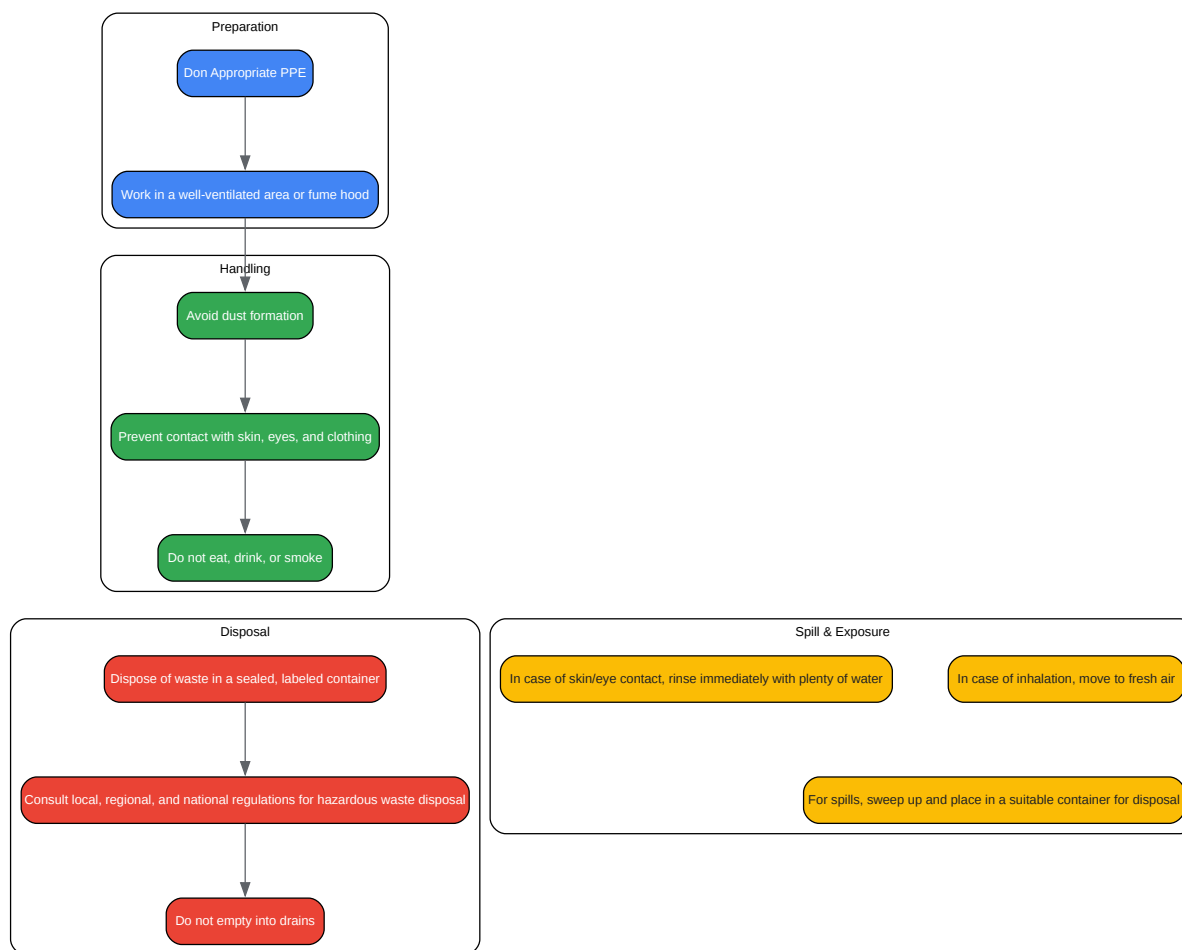 Preparation
Don Appropriate PPE
Work in a well-ventilated area or fume hood
Handling
Avoid dust formation
Prevent contact with skin, eyes, and clothing
Do not eat, drink, or smoke
Disposal
Dispose of waste in a sealed, labeled container
Consult local, regional, and national regulations for hazardous waste disposal
Do not empty into drains
Spill & Exposure
In case of skin/eye contact, rinse immediately with plenty of water
In case of inhalation, move to fresh air
For spills, sweep up and place in a suitable container for disposal